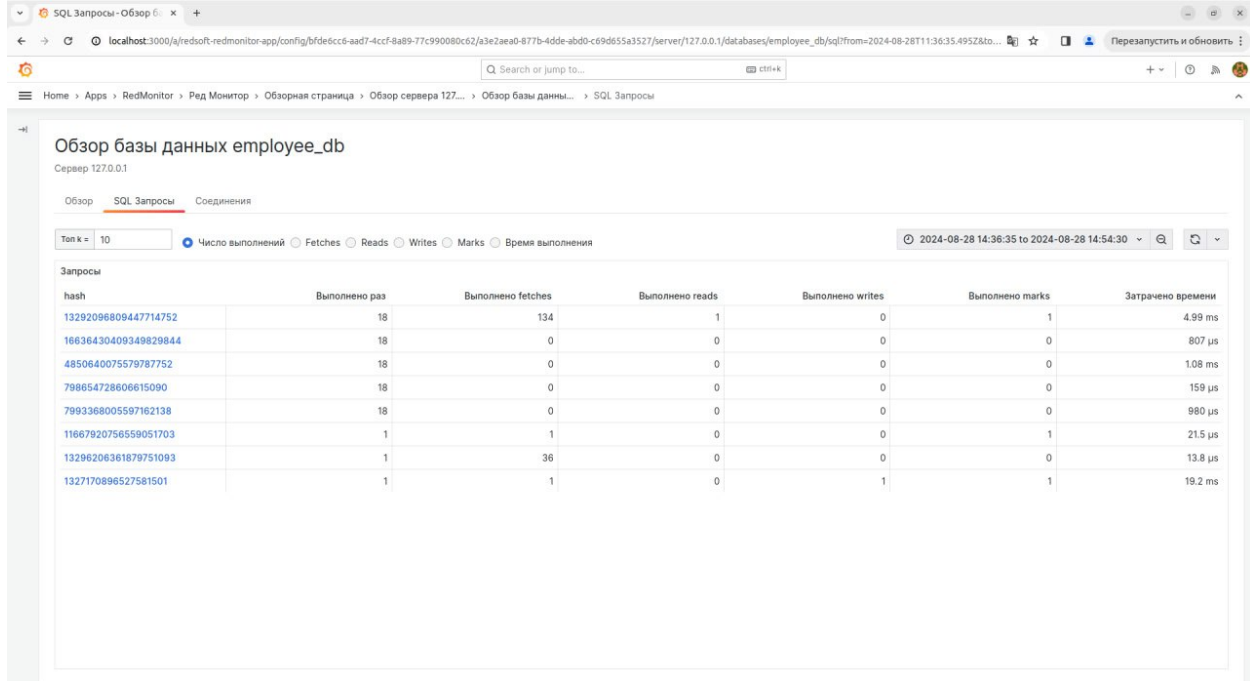 SQL Запросы - Обзор б
localhost:3000/a/redsoft-redmonitor-app/config/bfde6cc6-aad7-4ccf-8a89-77c990080c62/a3e2aea0-877b-4dde-abd0-c69d655a3527/server/127.0.0.1/databases/employee_db/sql?from=2024-08-28T11:36:35.495Z&to... Перезапустить и обновить
Search or jump to... ctrl+k
Home › Apps › RedMonitor › Ред Монитор › Обзорная страница › Обзор сервера 127.... › Обзор базы данны... › SQL Запросы
Обзор базы данных employee_db
Сервер 127.0.0.1
Обзор SQL Запросы Соединения
Топ k = 10 Число выполнений Fetches Reads Writes Marks Время выполнения 2024-08-28 14:36:35 to 2024-08-28 14:54:30
Запросы
hash Выполнено раз Выполнено fetches Выполнено reads Выполнено writes Выполнено marks Затрачено времени
13292096809447714752 18 134 1 0 1 4.99 ms
16636430409349829844 18 0 0 0 0 807 µs
4850640075579787752 18 0 0 0 0 1.08 ms
798654728606615090 18 0 0 0 0 159 µs
7993368005597162138 18 0 0 0 0 980 µs
11667920756559051703 1 1 0 0 1 21.5 µs
13296206361879751093 1 36 0 0 0 13.8 µs
1327170896527581501 1 1 0 1 1 19.2 ms